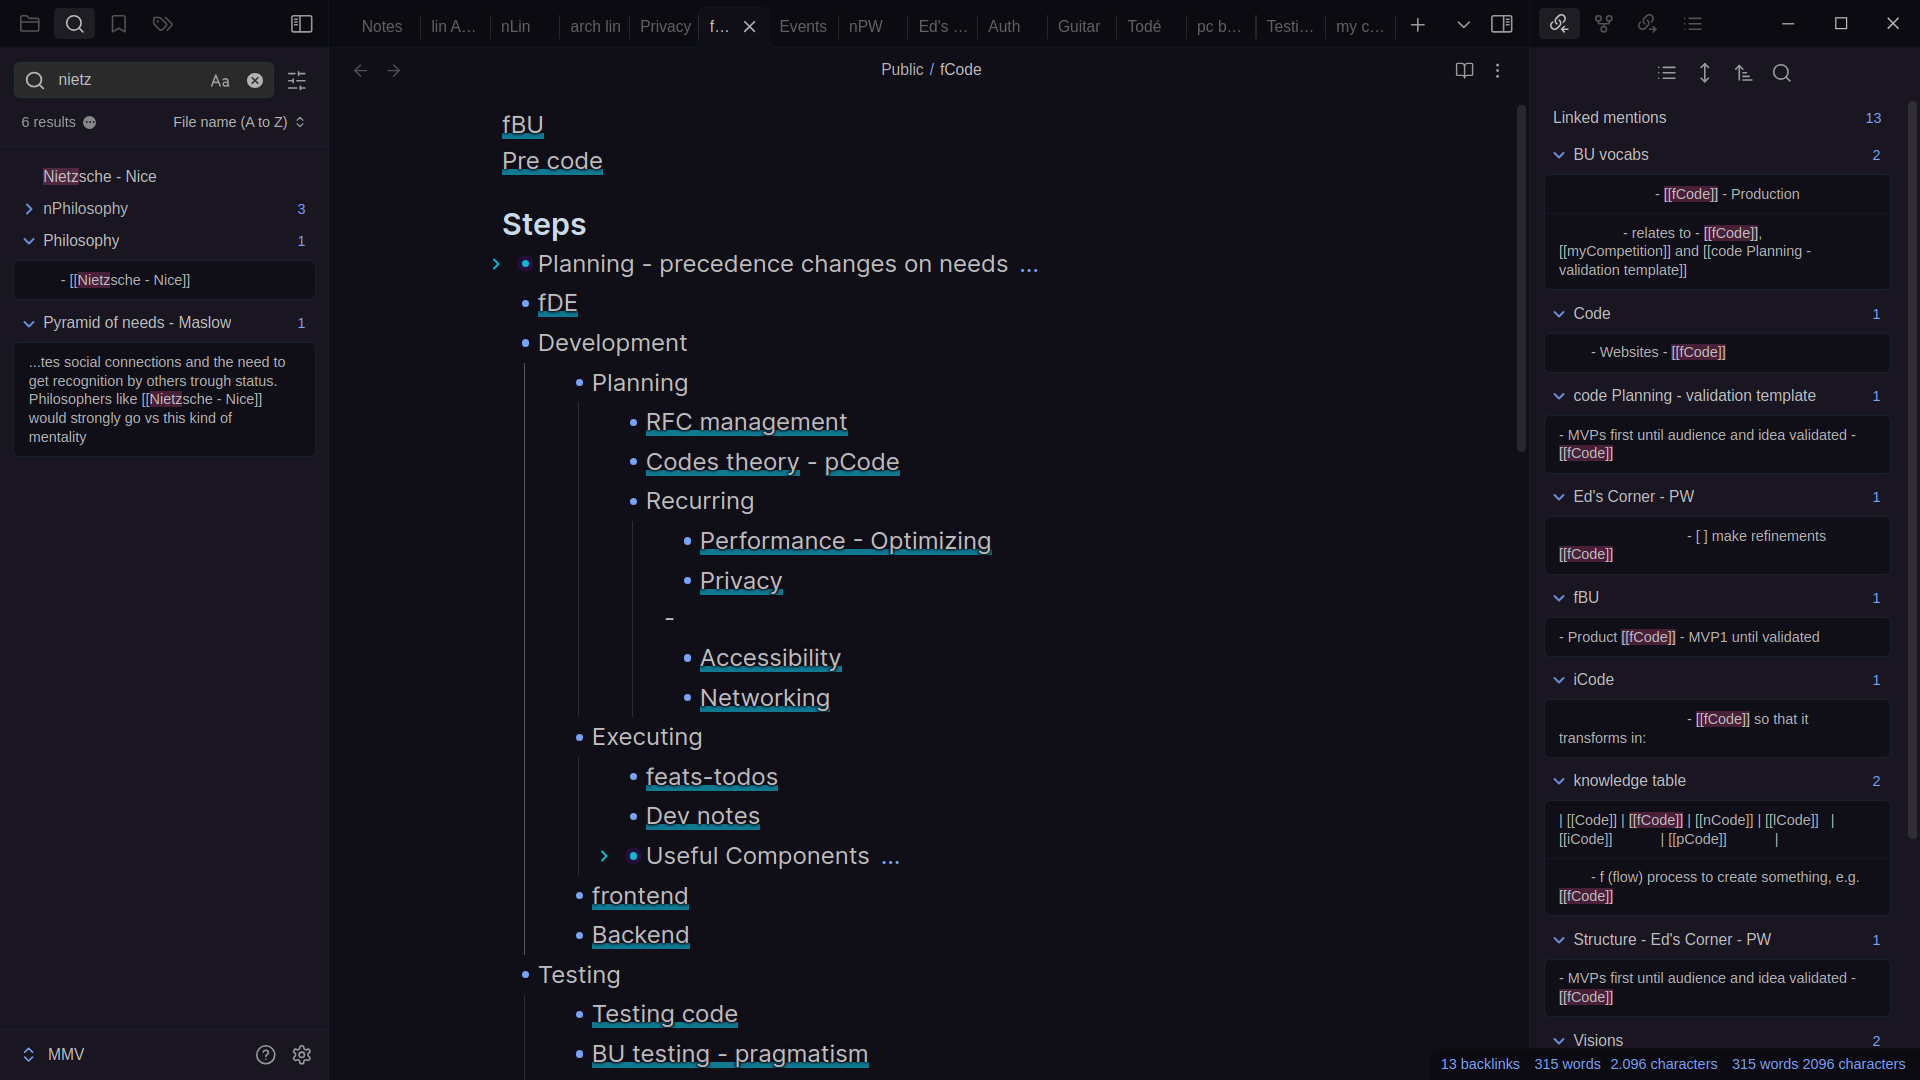 Notes
lin A...
nLin
arch lin
Privacy
f...
Events
nPW
Ed's ...
Auth
Guitar
Todé
pc b...
Testi...
my c...
nietz
Aa
6 results
File name (A to Z)
Nietzsche - Nice
nPhilosophy 3
Philosophy 1
- [[Nietzsche - Nice]]
Pyramid of needs - Maslow 1
...tes social connections and the need to
get recognition by others trough status.
Philosophers like [[Nietzsche - Nice]]
would strongly go vs this kind of
mentality
MMV
Public / fCode
fBU
Pre code
Steps
Planning - precedence changes on needs ...
fDE
Development
Planning
RFC management
Codes theory - pCode
Recurring
Performance - Optimizing
Privacy
-
Accessibility
Networking
Executing
feats-todos
Dev notes
Useful Components ...
frontend
Backend
Testing
Testing code
BU testing - pragmatism
Linked mentions 13
BU vocabs 2
- [[fCode]] - Production
- relates to - [[fCode]],
[[myCompetition]] and [[code Planning -
validation template]]
Code 1
- Websites - [[fCode]]
code Planning - validation template 1
- MVPs first until audience and idea validated -
[[fCode]]
Ed's Corner - PW 1
- [ ] make refinements
[[fCode]]
fBU 1
- Product [[fCode]] - MVP1 until validated
iCode 1
- [[fCode]] so that it
transforms in:
knowledge table 2
| [[Code]] | [[fCode]] | [[nCode]] | [[lCode]] |
[[iCode]] | [[pCode]] |
- f (flow) process to create something, e.g.
[[fCode]]
Structure - Ed's Corner - PW 1
- MVPs first until audience and idea validated -
[[fCode]]
Visions 2
13 backlinks 315 words 2.096 characters 315 words 2096 characters